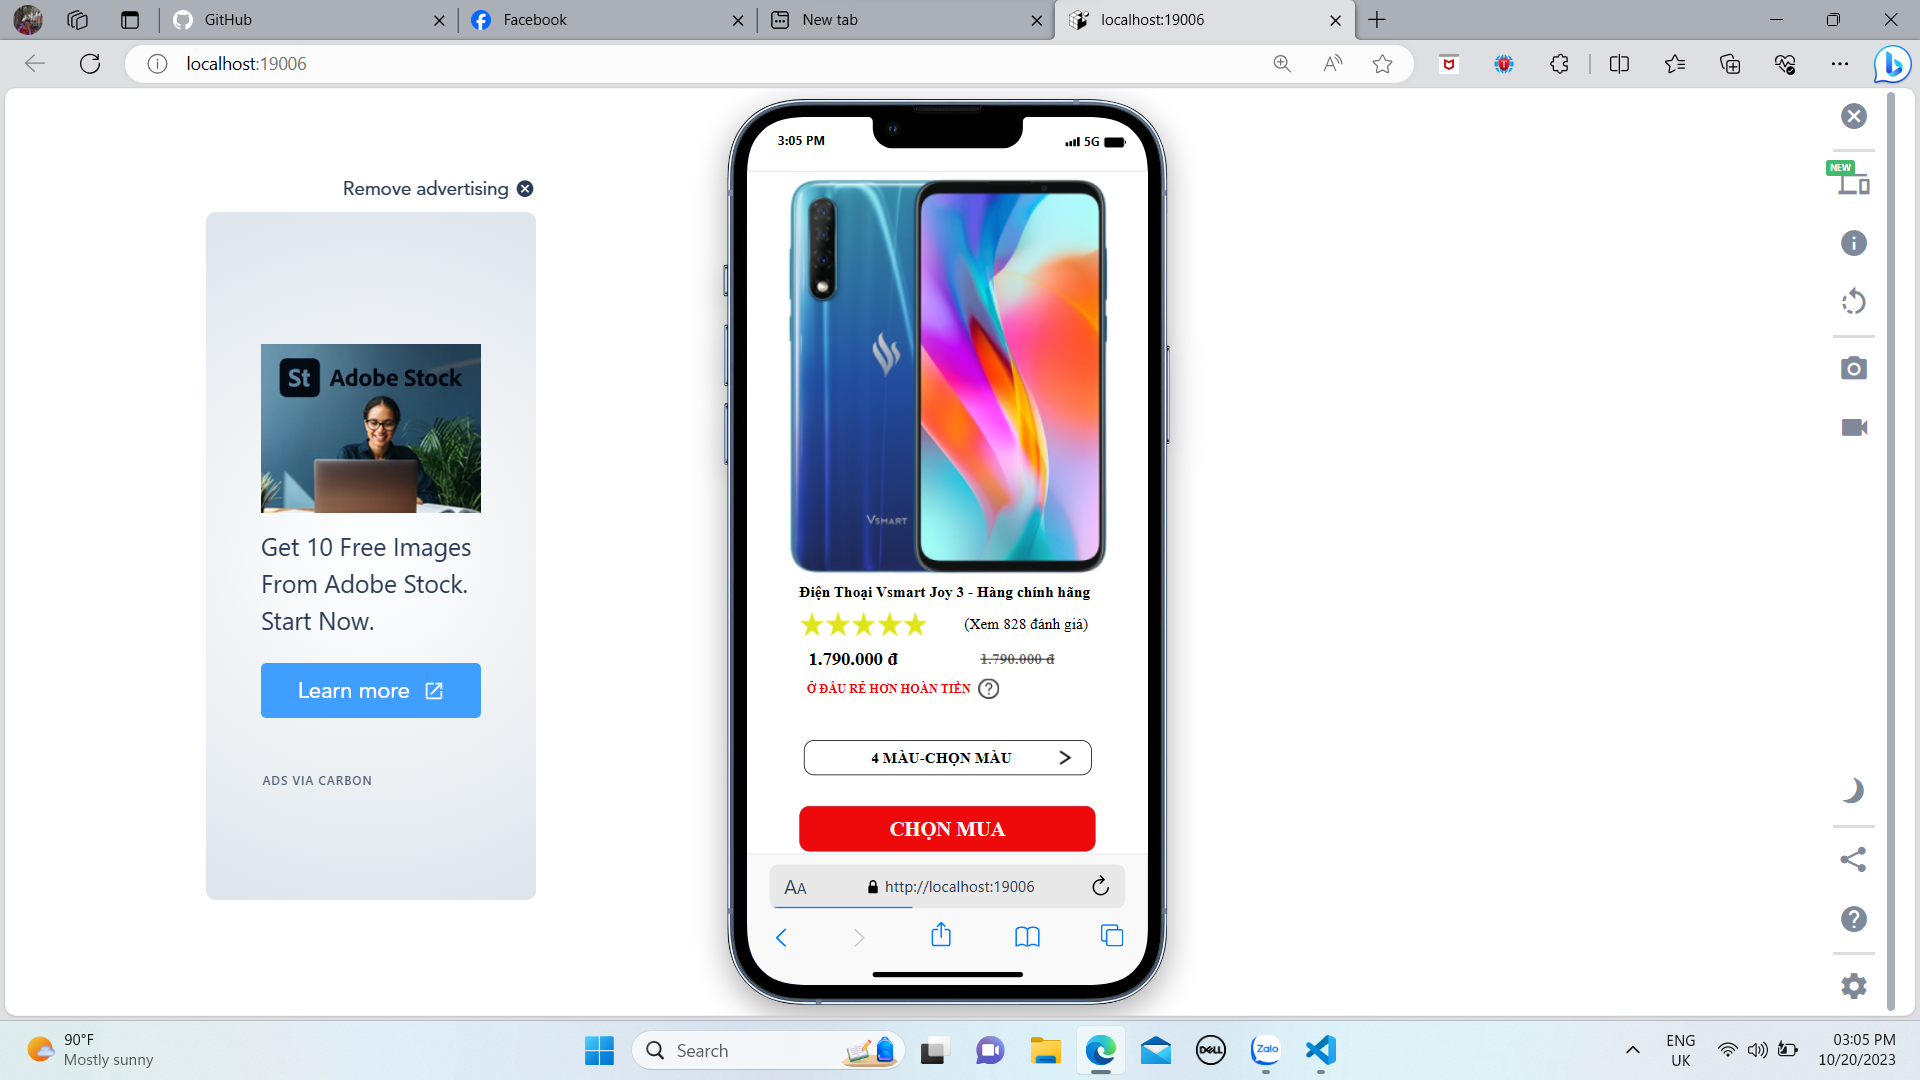 GitHub
Facebook
New tab
localhost:19006
localhost:19006
NEW
Remove advertising
St Adobe Stock
Get 10 Free Images
From Adobe Stock.
Start Now.
Learn more
ADS VIA CARBON
3:05 PM
5G
VSMART
Điện Thoại Vsmart Joy 3 - Hàng chính hãng
(Xem 828 đánh giá)
1.790.000 đ
1.790.000 đ
Ở ĐÂU RẺ HƠN HOÀN TIỀN
4 MÀU-CHỌN MÀU
CHỌN MUA
AA
http://localhost:19006
90°F
Mostly sunny
Search
DELL
Zalo
ENG
UK
03:05 PM
10/20/2023